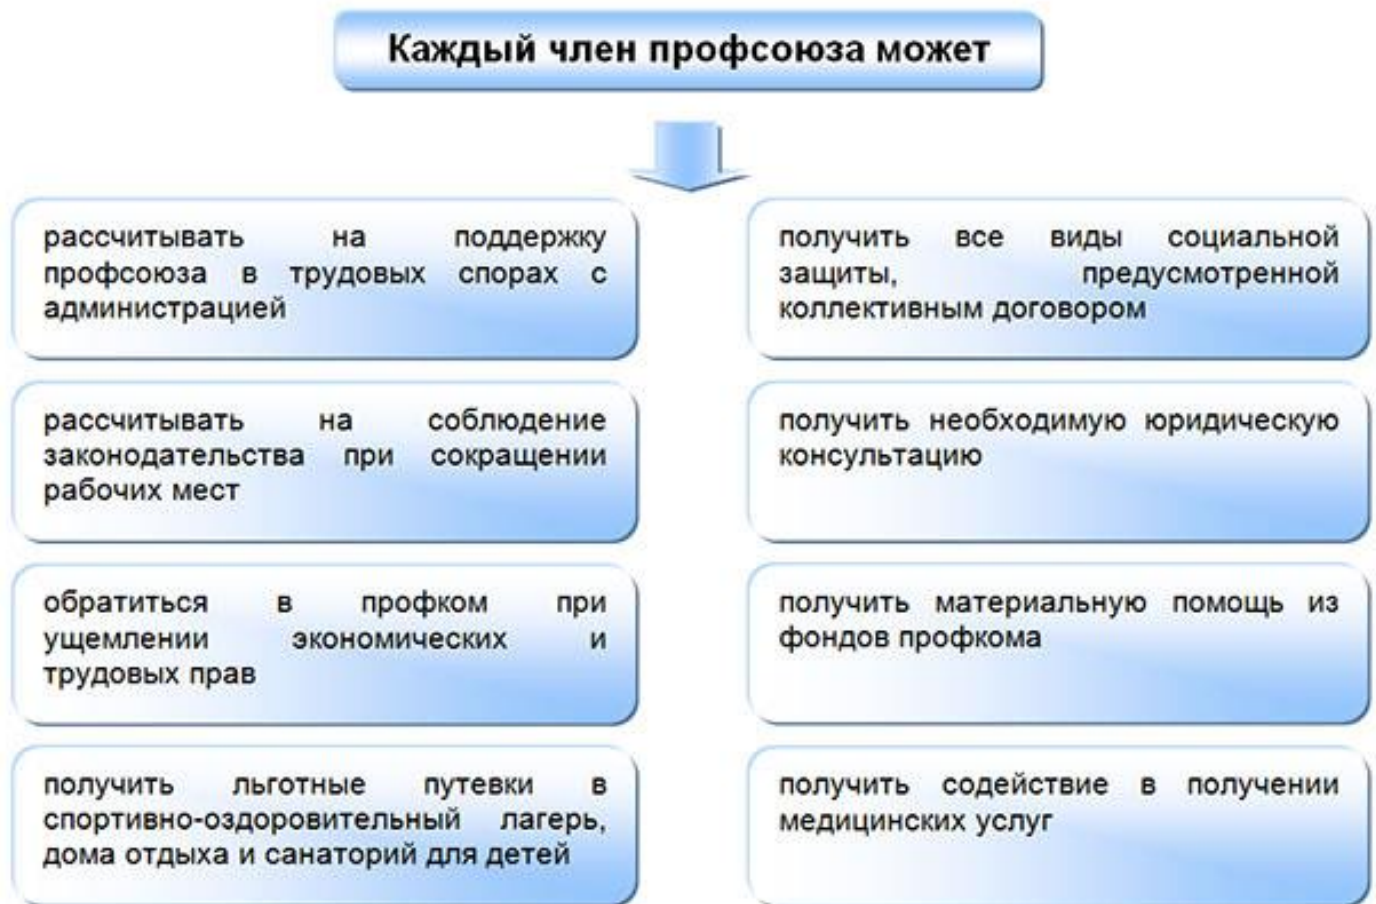 Каждый член профсоюза может
рассчитывать на поддержку
профсоюза в трудовых спорах с
администрацией
получить все виды социальной
защиты, предусмотренной
коллективным договором
рассчитывать на соблюдение
законодательства при сокращении
рабочих мест
получить необходимую юридическую
консультацию
обратиться в профком при
ущемлении экономических и
трудовых прав
получить материальную помощь из
фондов профкома
получить льготные путевки в
спортивно-оздоровительный лагерь,
дома отдыха и санаторий для детей
получить содействие в получении
медицинских услуг